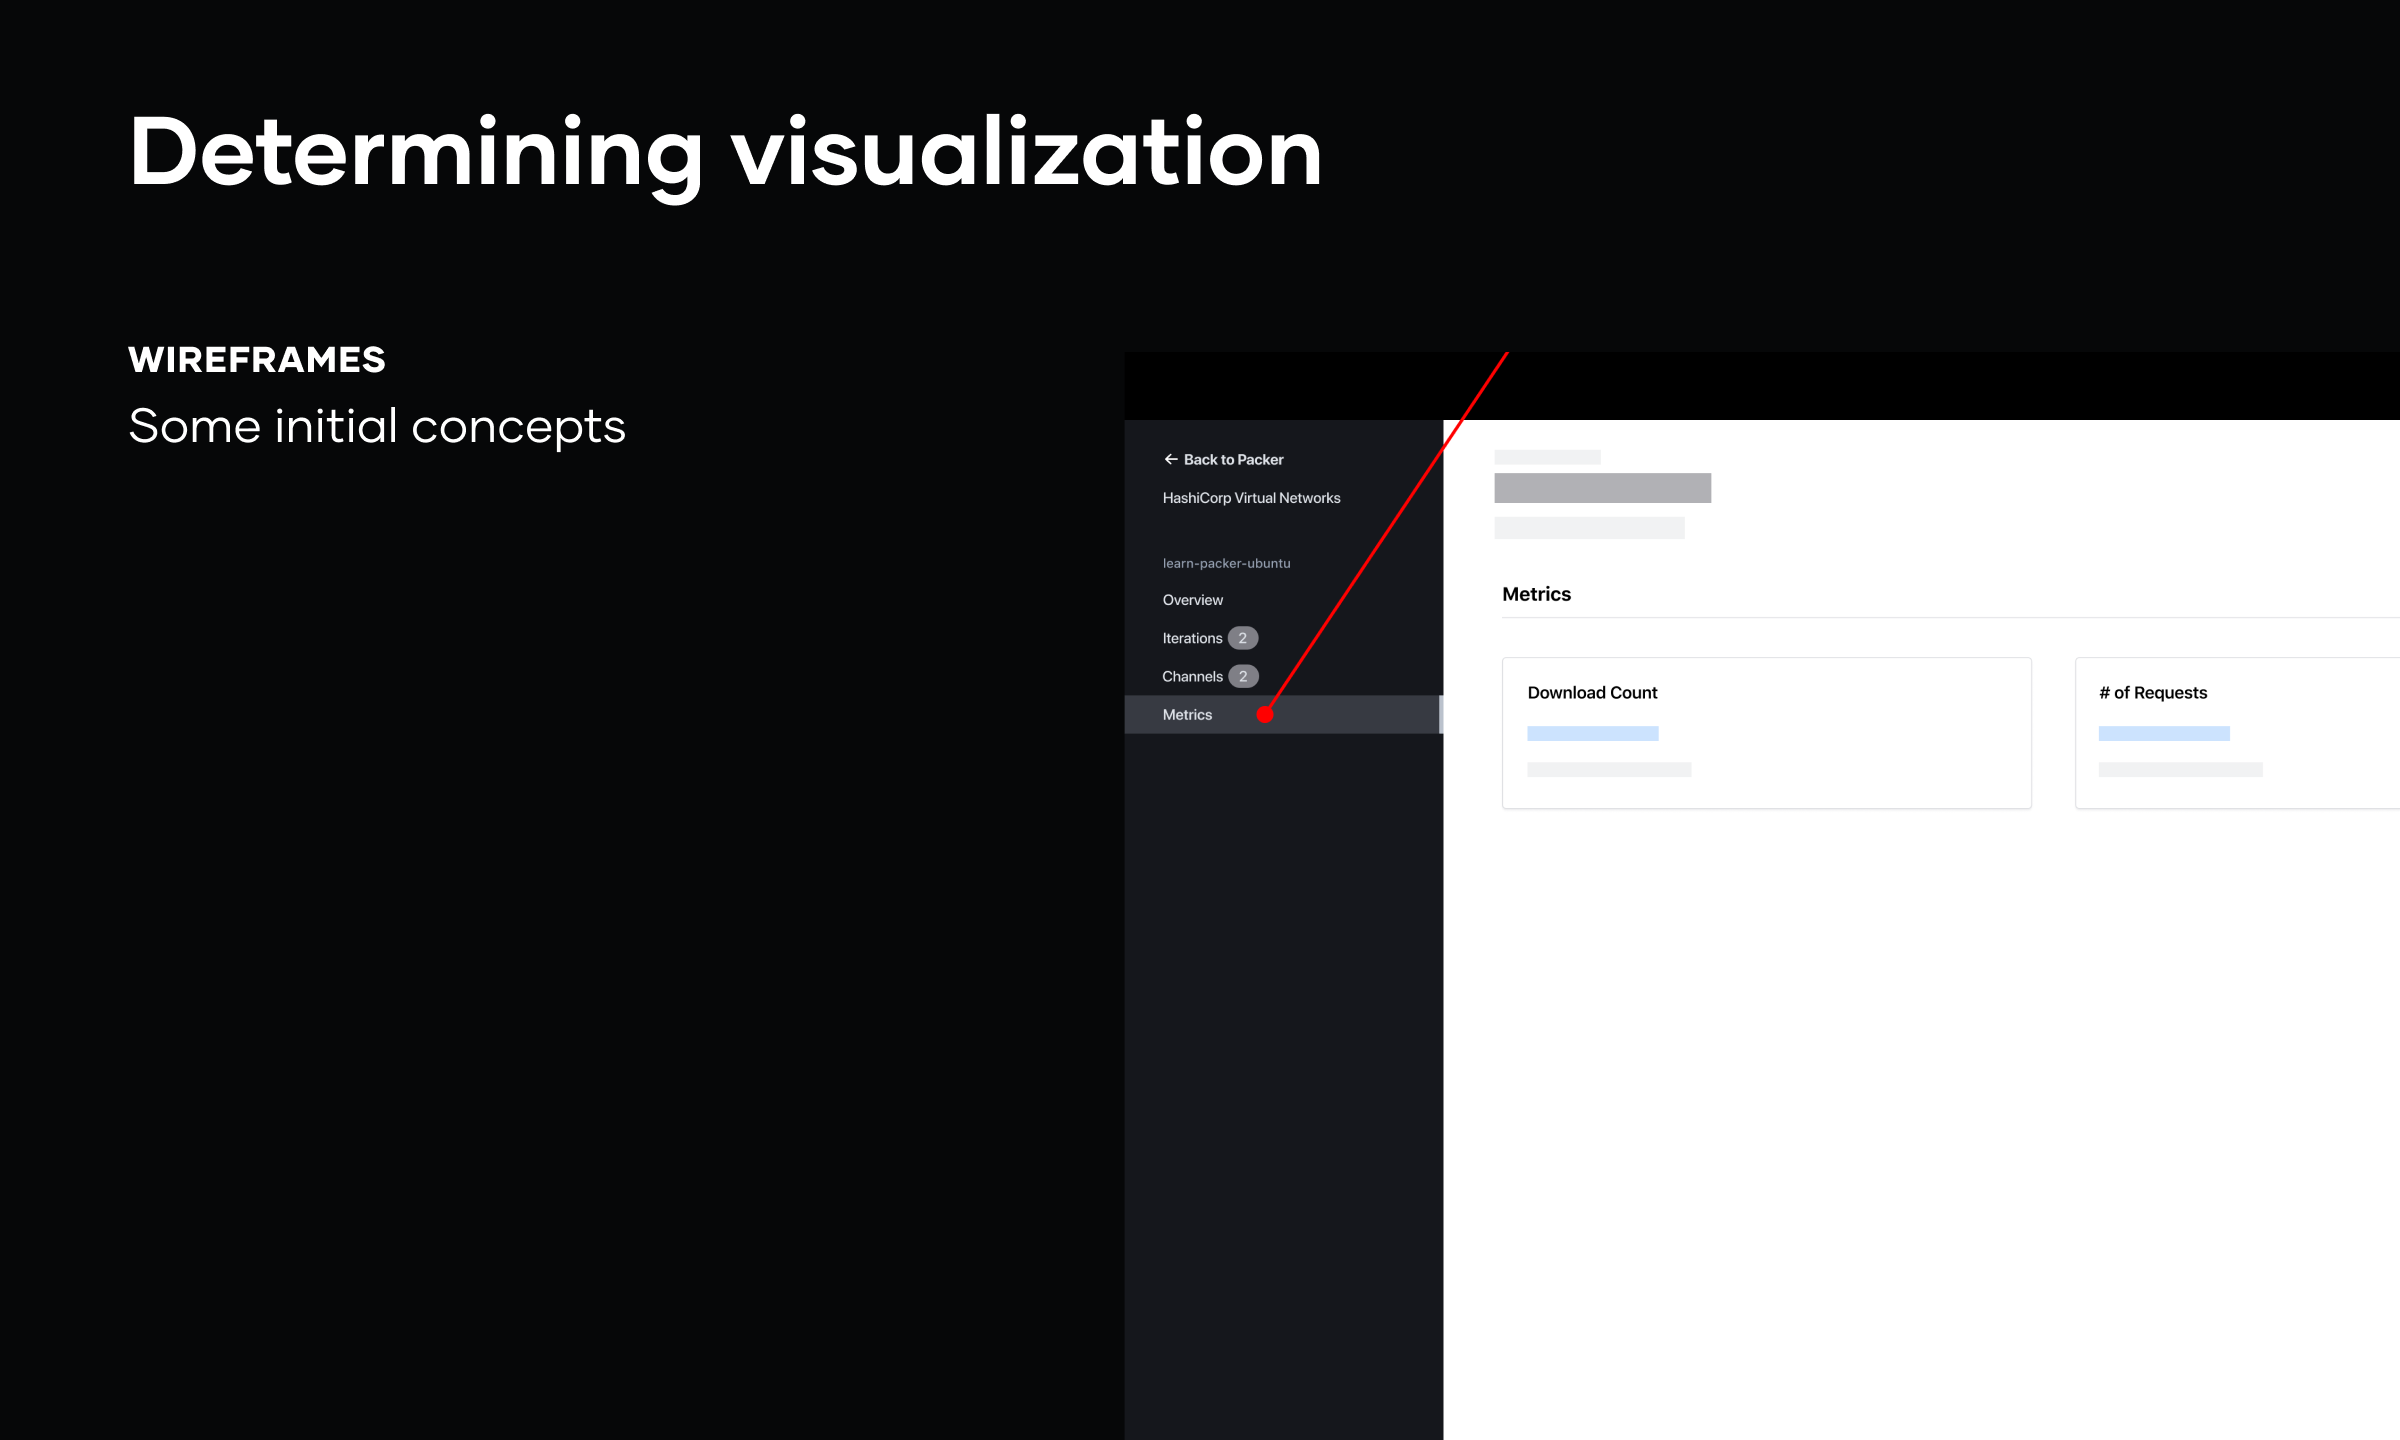 Determining visualization
WIREFRAMES
Some initial concepts
← Back to Packer
HashiCorp Virtual Networks
learn-packer-ubuntu
Overview
Iterations 2
Channels 2
Metrics
Metrics
Download Count
# of Requests